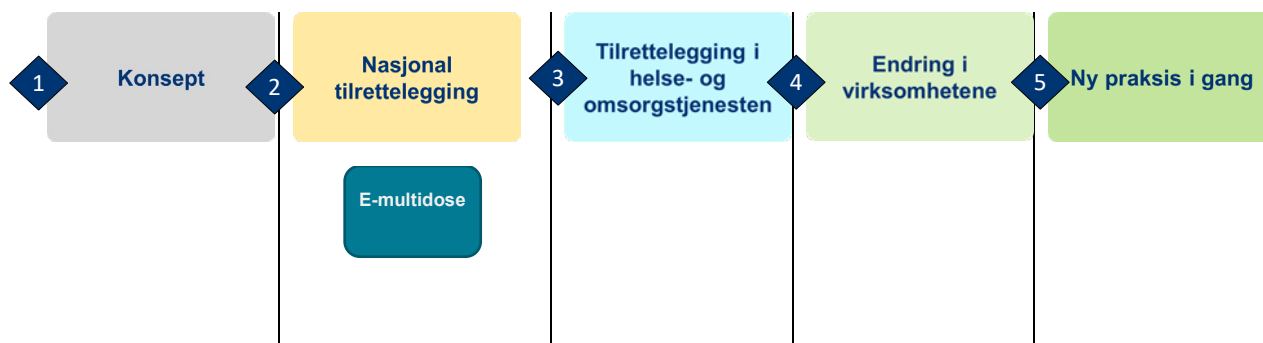 1
Konsept
2
Nasjonal
tilrettelegging
3
Tilrettelegging i
helse- og
omsorgstjenesten
4
Endring i
virksomhetene
5
Ny praksis i gang
E-multidose